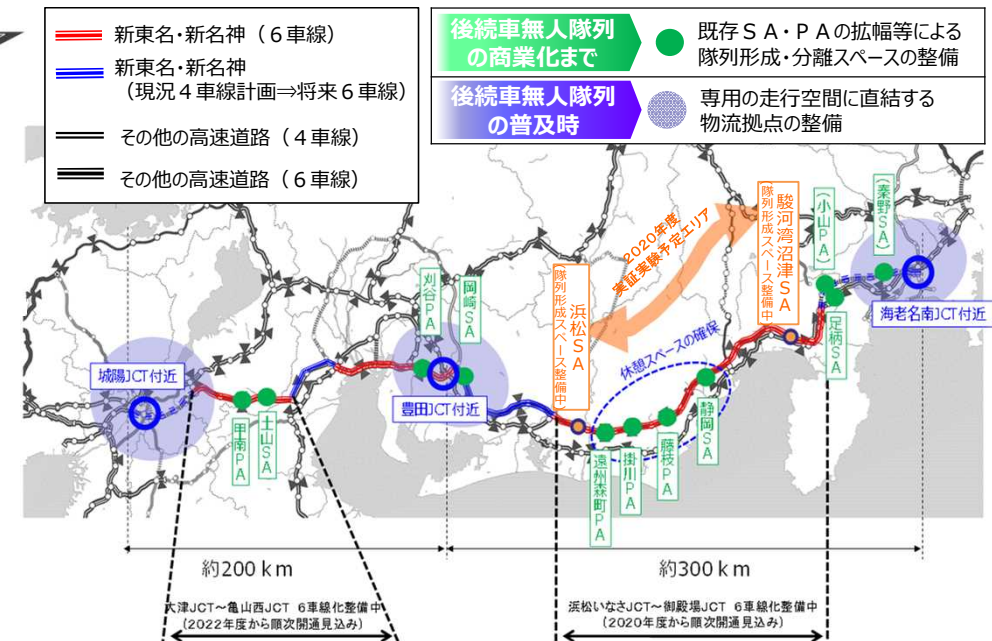 新東名・新名神（６車線）
新東名・新名神
（現況４車線計画⇒将来６車線）
その他の高速道路（４車線）
その他の高速道路（６車線）
後続車無人隊列
の商業化まで
既存ＳＡ・ＰＡの拡幅等による
隊列形成・分離スペースの整備
後続車無人隊列
の普及時
専用の走行空間に直結する
物流拠点の整備
城陽JCT付近
甲南PA
土山SA
刈谷PA
岡崎SA
豊田JCT付近
浜松SA
(隊列形成スペース整備中)
2020年度
実証実験予定エリア
休憩スペースの確保
遠州森町PA
掛川PA
藤枝PA
静岡SA
駿河湾沼津SA
(隊列形成スペース整備中)
(小山PA)
足柄SA
(秦野SA)
海老名南JCT付近
約200ｋｍ
約300ｋｍ
大津JCT～亀山西JCT 6車線化整備中
(2022年度から順次開通見込み)
浜松いなさJCT～御殿場JCT 6車線化整備中
(2020年度から順次開通見込み)